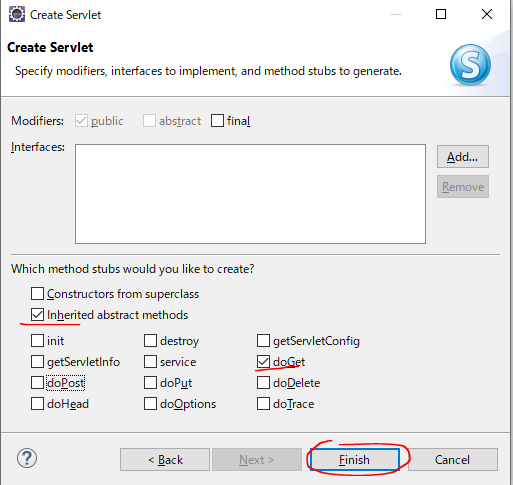 Create Servlet
Create Servlet
Specify modifiers, interfaces to implement, and method stubs to generate.
S
Modifiers: public abstract final
Interfaces:
Add...
Remove
Which method stubs would you like to create?
Constructors from superclass
Inherited abstract methods
init destroy getServletConfig
getServletInfo service doGet
doPost doPut doDelete
doHead doOptions doTrace
? < Back Next > Finish Cancel